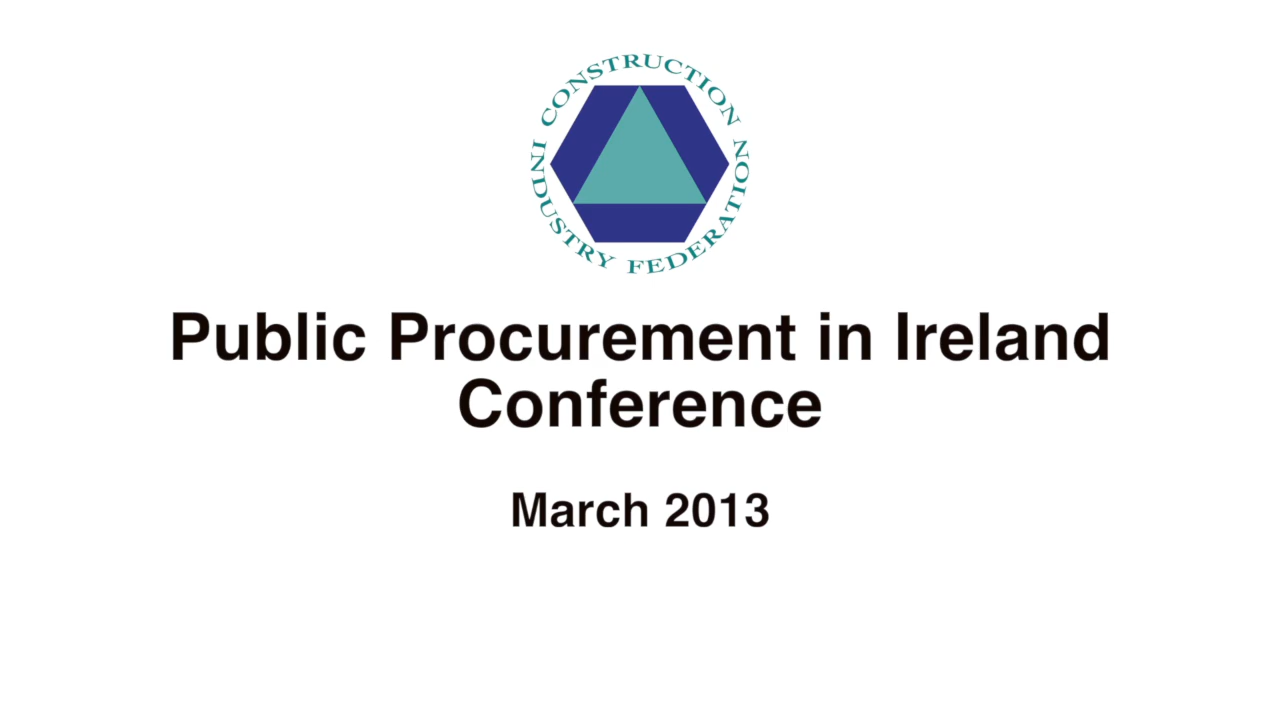 CONSTRUCTION
INDUSTRY FEDERATION
Public Procurement in Ireland
Conference
March 2013